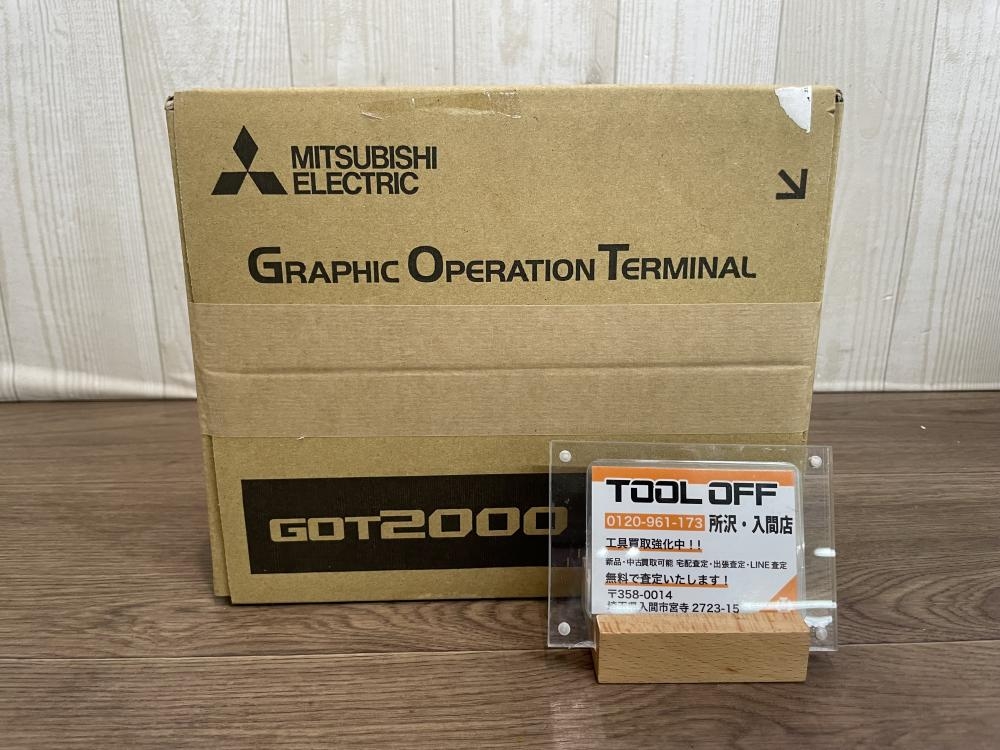 MITSUBISHI
ELECTRIC
GRAPHIC OPERATION TERMINAL
GOT2000
TOOL OFF
0120-961-173 所沢・入間店
工具買取強化中!!
新品・中古買取可能 宅配査定・出張査定・LINE査定
無料で査定いたします!
〒358-0014
埼玉県入間市宮寺 2723-15